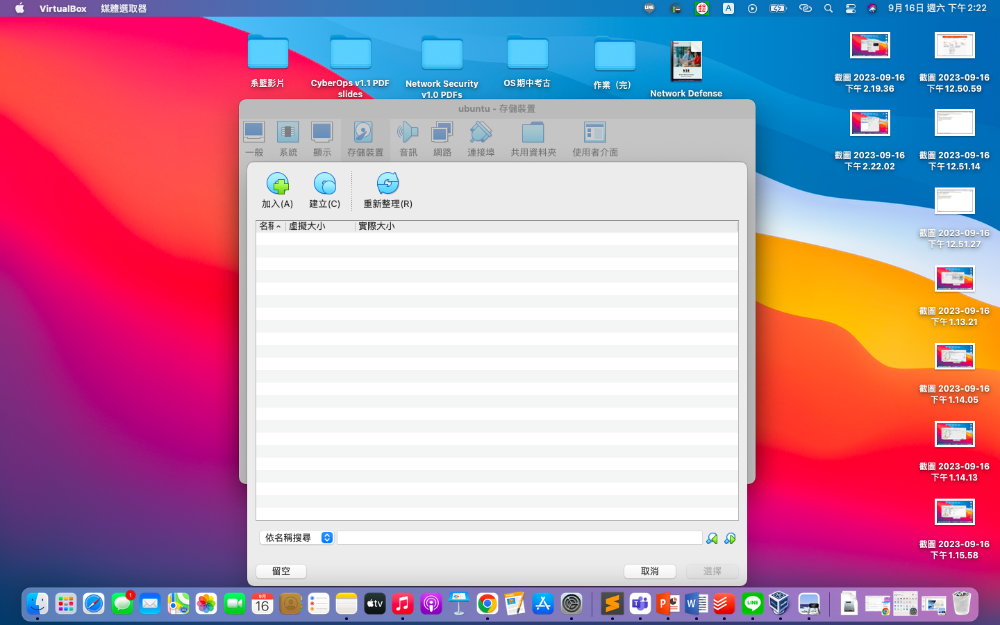 VirtualBox 媒體選取器
9月16日 週六 下午2:22
系籃影片
CyberOps v1.1 PDF
slides
Network Security
v1.0 PDFs
OS期中考古
作業（完）
Network Defense
截圖 2023-09-16
下午2.19.36
截圖 2023-09-16
下午12.50.59
截圖 2023-09-16
下午2.22.02
截圖 2023-09-16
下午12.51.14
截圖 2023-09-16
下午12.51.27
截圖 2023-09-16
下午1.13.21
截圖 2023-09-16
下午1.14.05
截圖 2023-09-16
下午1.14.13
截圖 2023-09-16
下午1.15.58
ubuntu - 存儲裝置
一般 系統 顯示 存儲裝置 音訊 網路 連接埠 共用資料夾 使用者介面
加入(A) 建立(C) 重新整理(R)
名稱 虛擬大小 實際大小
依名稱搜尋
留空 取消 選擇
1
9月
16
tv
LINE